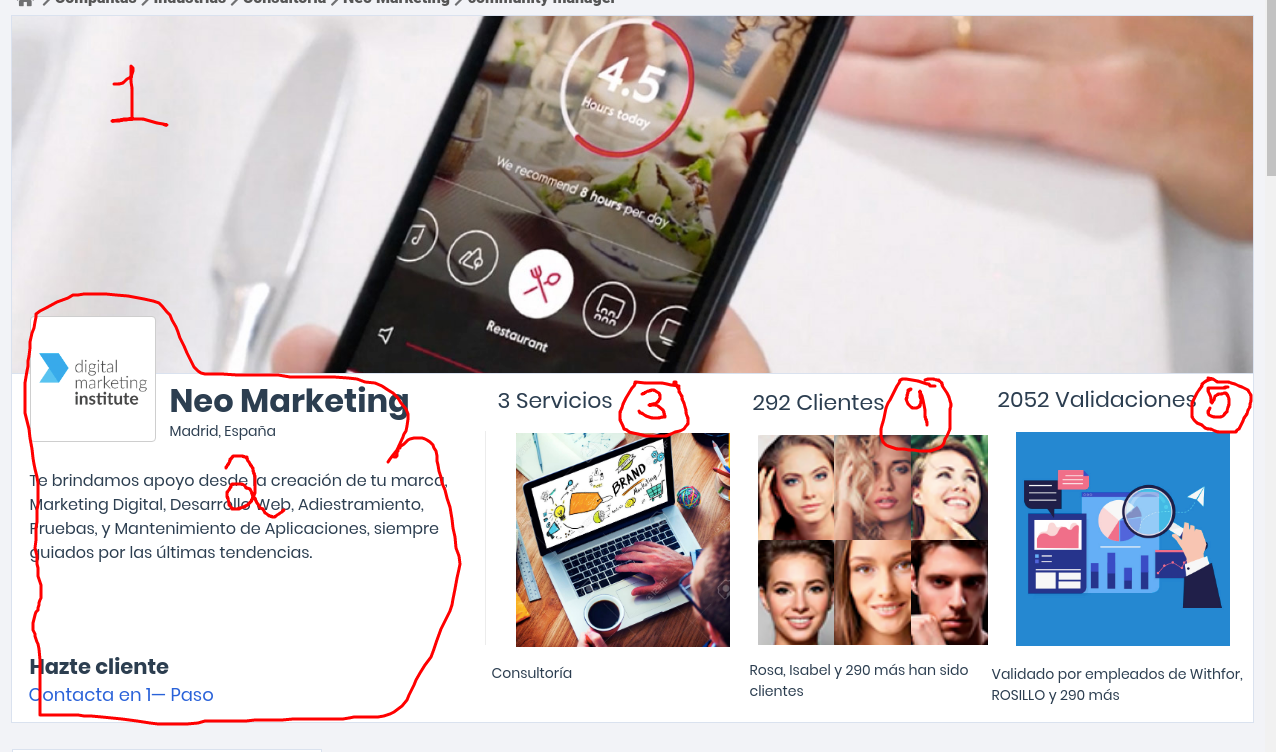 Compañías Industrias Consultoría Neo Marketing community manager
1
4.5
Hours today
We recommend 8 hours per day
Restaurant
digital
marketing
institute
Neo Marketing
Madrid, España
2
Te brindamos apoyo desde la creación de tu marca,
Marketing Digital, Desarrollo Web, Adiestramiento,
Pruebas, y Mantenimiento de Aplicaciones, siempre
guiados por las últimas tendencias.
Hazte cliente
Contacta en 1— Paso
3 Servicios
3
BRAND
Marketing
Consultoría
292 Clientes
4
Rosa, Isabel y 290 más han sido
clientes
2052 Validaciones
5
Validado por empleados de Withfor,
ROSILLO y 290 más